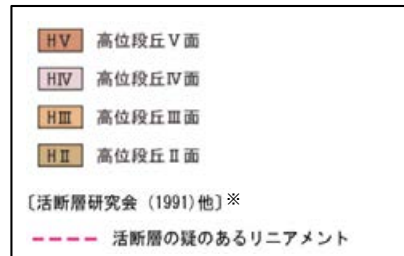 HⅤ 高位段丘Ⅴ面
HⅣ 高位段丘Ⅳ面
HⅢ 高位段丘Ⅲ面
HⅡ 高位段丘Ⅱ面
〔活断層研究会 (1991)他〕※
活断層の疑のあるリニアメント